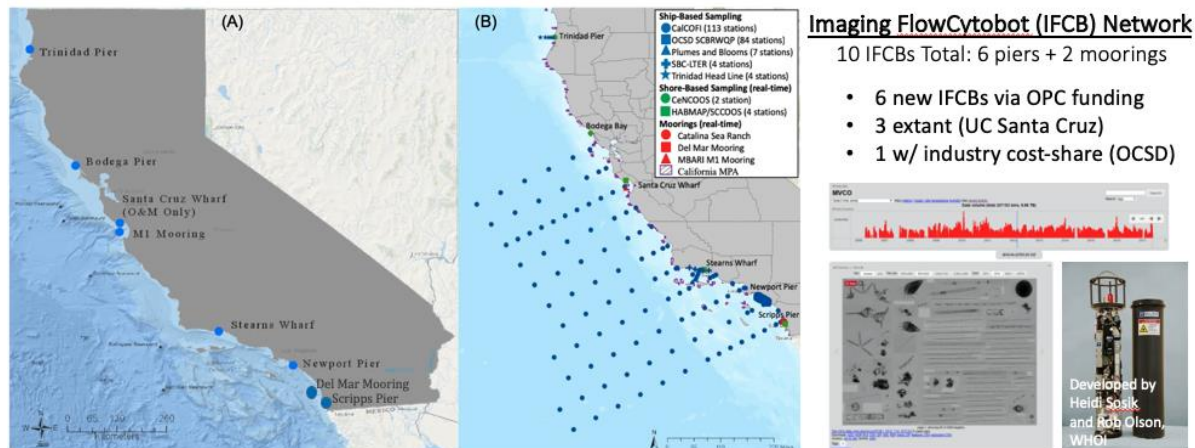 (A)
Trinidad Pier
Bodega Pier
Santa Cruz Wharf
(O&M Only)
M1 Mooring
Stearns Wharf
Newport Pier
Del Mar Mooring
Scripps Pier
MEXICO
Kilometers
(B)
Trinidad Pier
Bodega Bay
Santa Cruz Wharf
Stearns Wharf
Newport Pier
Scripps Pier
Ship-Based Sampling
CalCOFI (113 stations)
OCSD SCBRWQP (84 stations)
Plumes and Blooms (7 stations)
SBC-LTER (4 stations)
Trinidad Head Line (4 stations)
Shore-Based Sampling (real-time)
CeNCOOS (2 station)
HABMAP/SCCOOS (4 stations)
Moorings (real-time)
Catalina Sea Ranch
Del Mar Mooring
MBARI M1 Mooring
California MPA
Imaging FlowCytobot (IFCB) Network
10 IFCBs Total: 6 piers + 2 moorings
• 6 new IFCBs via OPC funding
• 3 extant (UC Santa Cruz)
• 1 w/ industry cost-share (OCSD)
MVCO
Developed by
Heidi Sosik
and Rob Olson,
WHOI